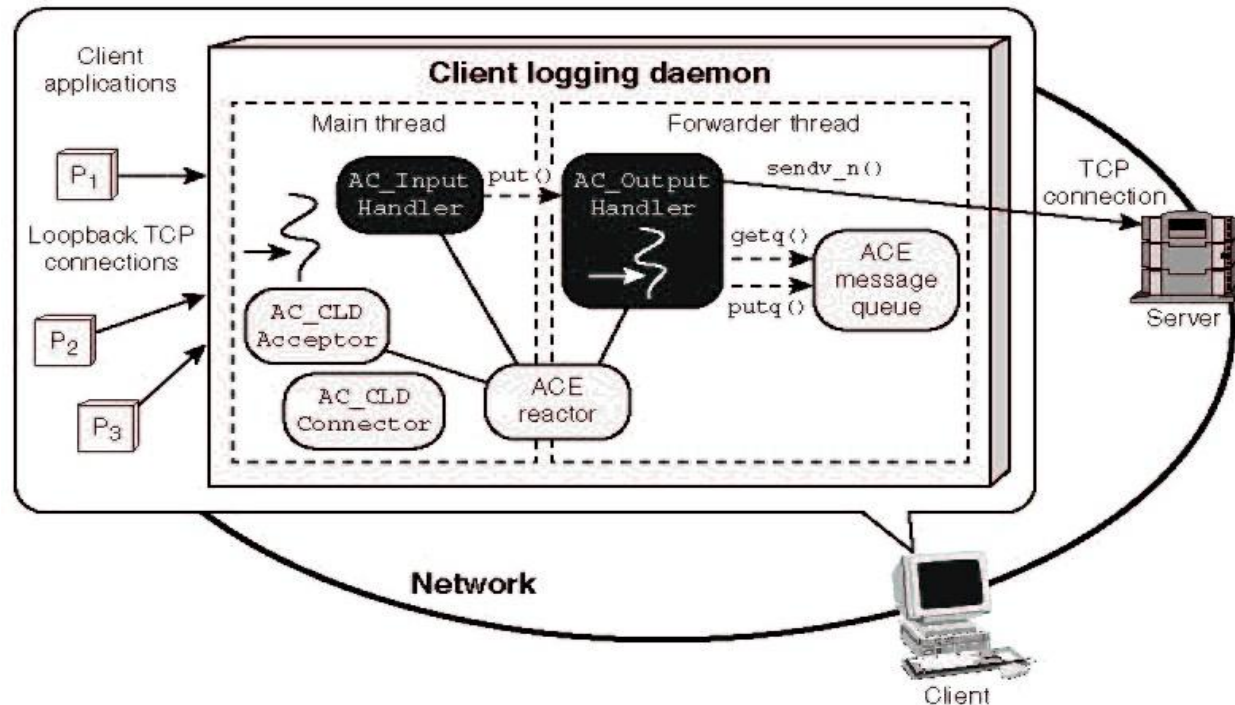 Client
applications
Client logging daemon
Main thread
Forwarder thread
P1
AC_Input
Handler
put()
AC_Output
Handler
sendv_n()
TCP
connection
Loopback TCP
connections
getq()
putq()
ACE
message
queue
Server
P2
AC_CLD
Acceptor
P3
AC_CLD
Connector
ACE
reactor
Network
Client